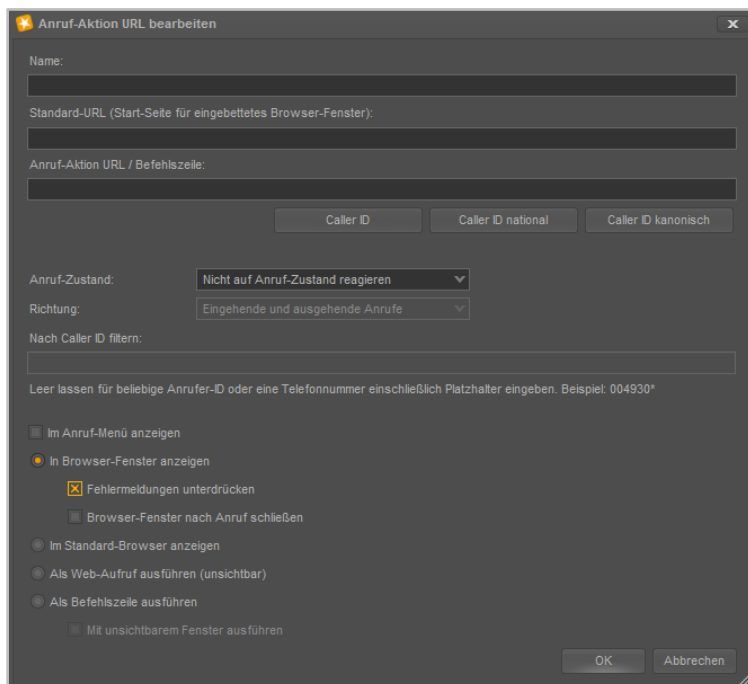 Anruf-Aktion URL bearbeiten
Name:
Standard-URL (Start-Seite für eingebettetes Browser-Fenster):
Anruf-Aktion URL / Befehlszeile:
Caller ID Caller ID national Caller ID kanonisch
Anruf-Zustand: Nicht auf Anruf-Zustand reagieren
Richtung: Eingehende und ausgehende Anrufe
Nach Caller ID filtern:
Leer lassen für beliebige Anrufer-ID oder eine Telefonnummer einschließlich Platzhalter eingeben. Beispiel: 004930*
Im Anruf-Menü anzeigen
In Browser-Fenster anzeigen
Fehlermeldungen unterdrücken
Browser-Fenster nach Anruf schließen
Im Standard-Browser anzeigen
Als Web-Aufruf ausführen (unsichtbar)
Als Befehlszeile ausführen
Mit unsichtbarem Fenster ausführen
OK Abbrechen